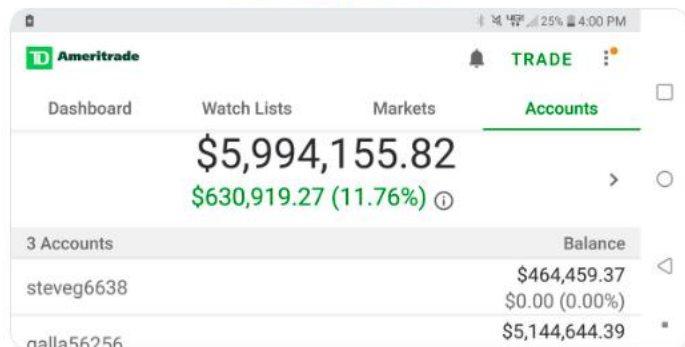 25% 4:00 PM
TD Ameritrade TRADE
Dashboard Watch Lists Markets Accounts
$5,994,155.82
$630,919.27 (11.76%)
3 Accounts Balance
steveg6638 $464,459.37
$0.00 (0.00%)
galla56256 $5,144,644.39